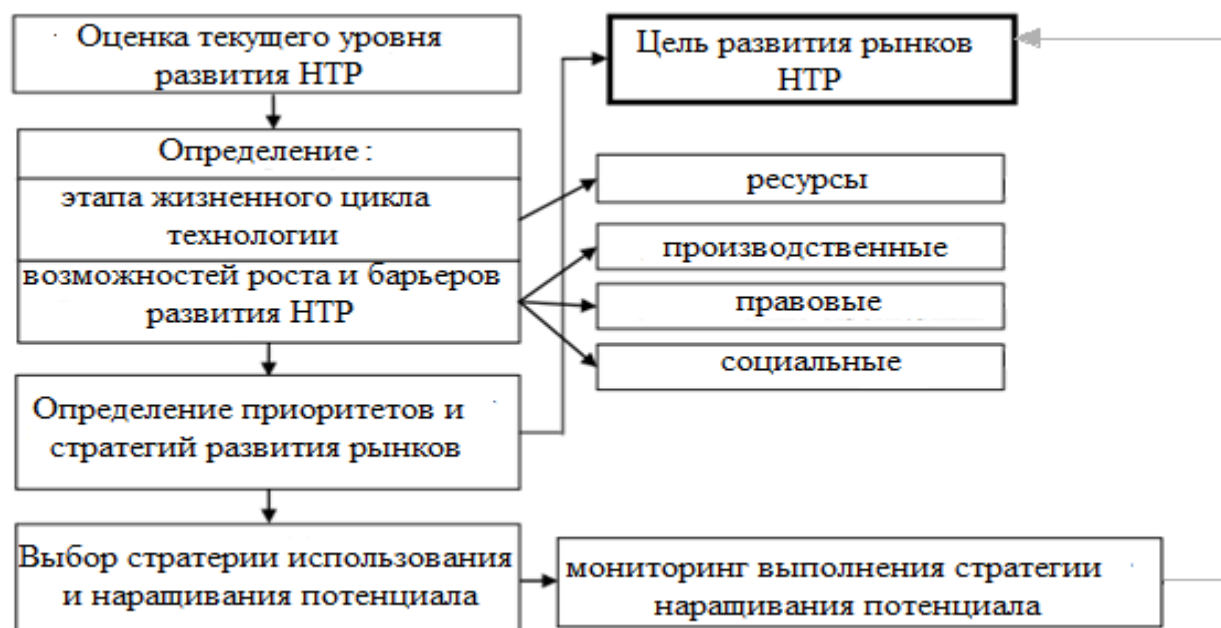 Оценка текущего уровня
развития НТР
Цель развития рынков
НТР
Определение :
этапа жизненного цикла
технологии
возможностей роста и барьеров
развития НТР
ресурсы
производственные
правовые
социальные
Определение приоритетов и
стратегий развития рынков
Выбор стратерии использования
и наращивания потенциала
мониторинг выполнения стратегии
наращивания потенциала